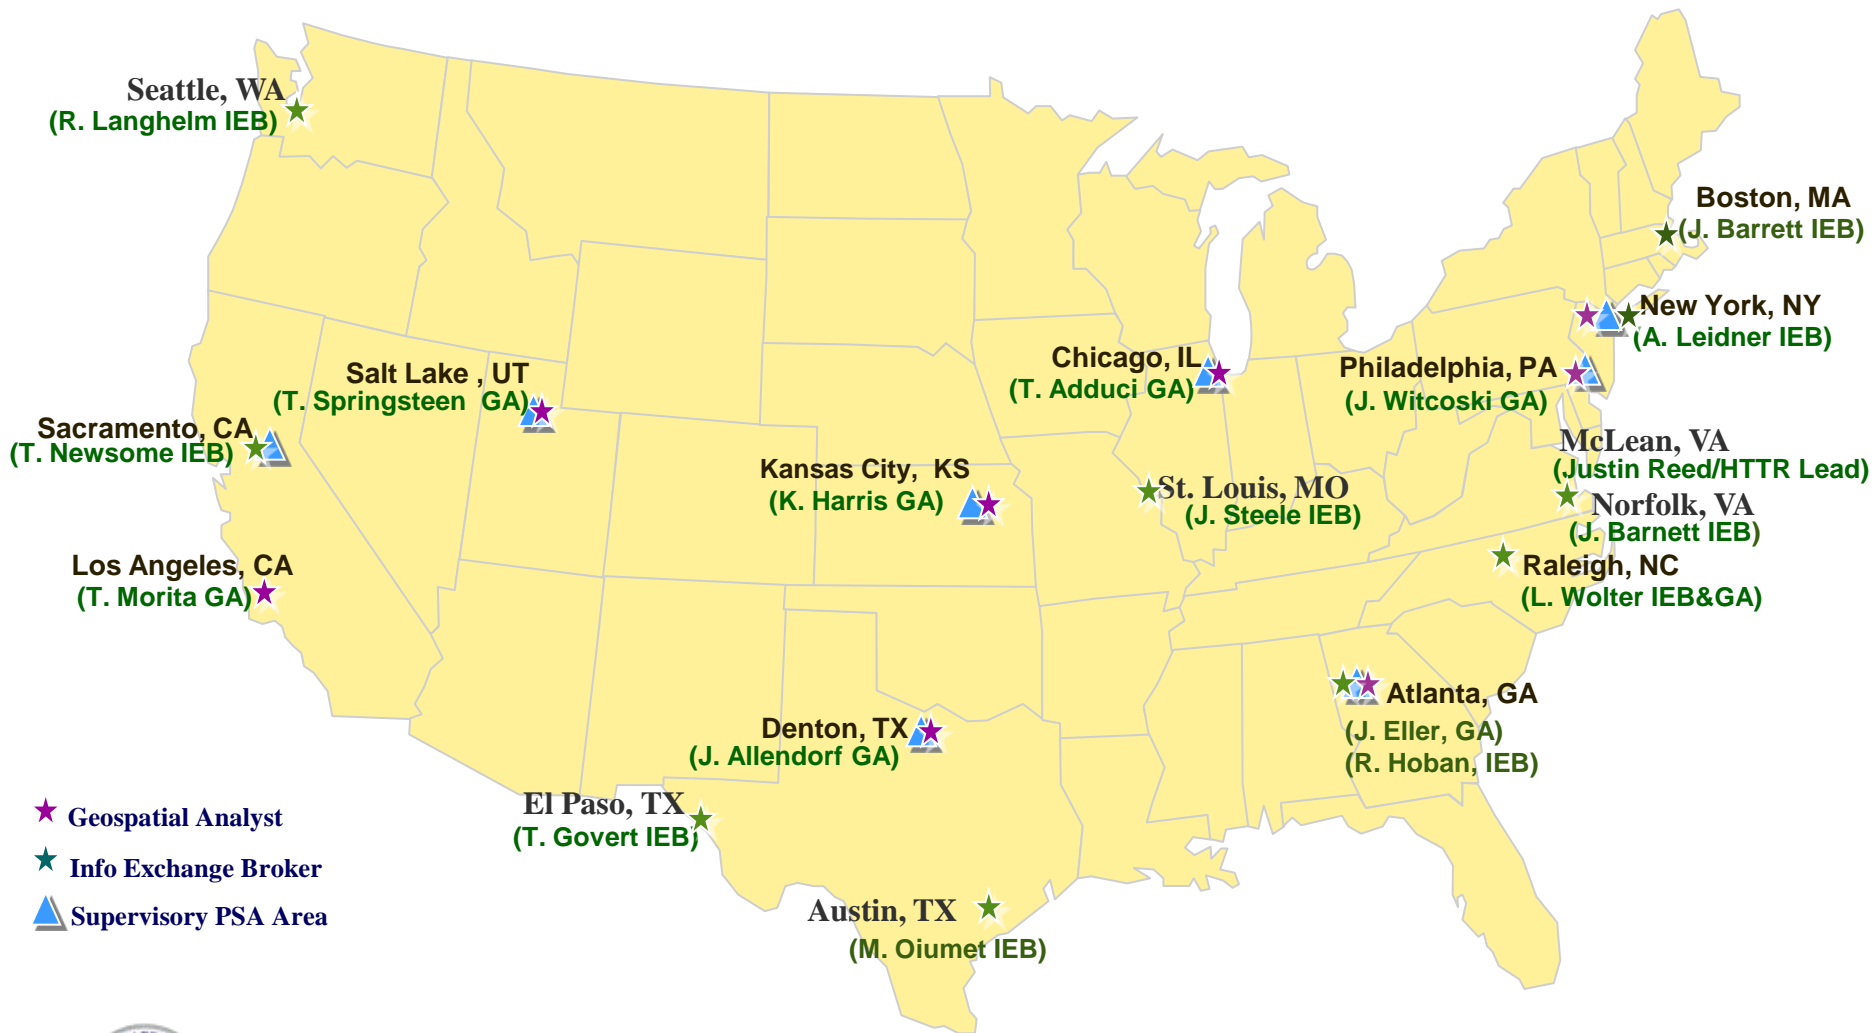 Seattle, WA
(R. Langhelm IEB)
Boston, MA
(J. Barrett IEB)
New York, NY
(A. Leidner IEB)
Chicago, IL
(T. Adduci GA)
Philadelphia, PA
(J. Witcoski GA)
Salt Lake , UT
(T. Springsteen GA)
Sacramento, CA
(T. Newsome IEB)
McLean, VA
(Justin Reed/HTTR Lead)
Kansas City, KS
(K. Harris GA)
St. Louis, MO
(J. Steele IEB)
Norfolk, VA
(J. Barnett IEB)
Los Angeles, CA
(T. Morita GA)
Raleigh, NC
(L. Wolter IEB&GA)
Atlanta, GA
(J. Eller, GA)
(R. Hoban, IEB)
Denton, TX
(J. Allendorf GA)
El Paso, TX
(T. Govert IEB)
Austin, TX
(M. Oiumet IEB)
Geospatial Analyst
Info Exchange Broker
Supervisory PSA Area